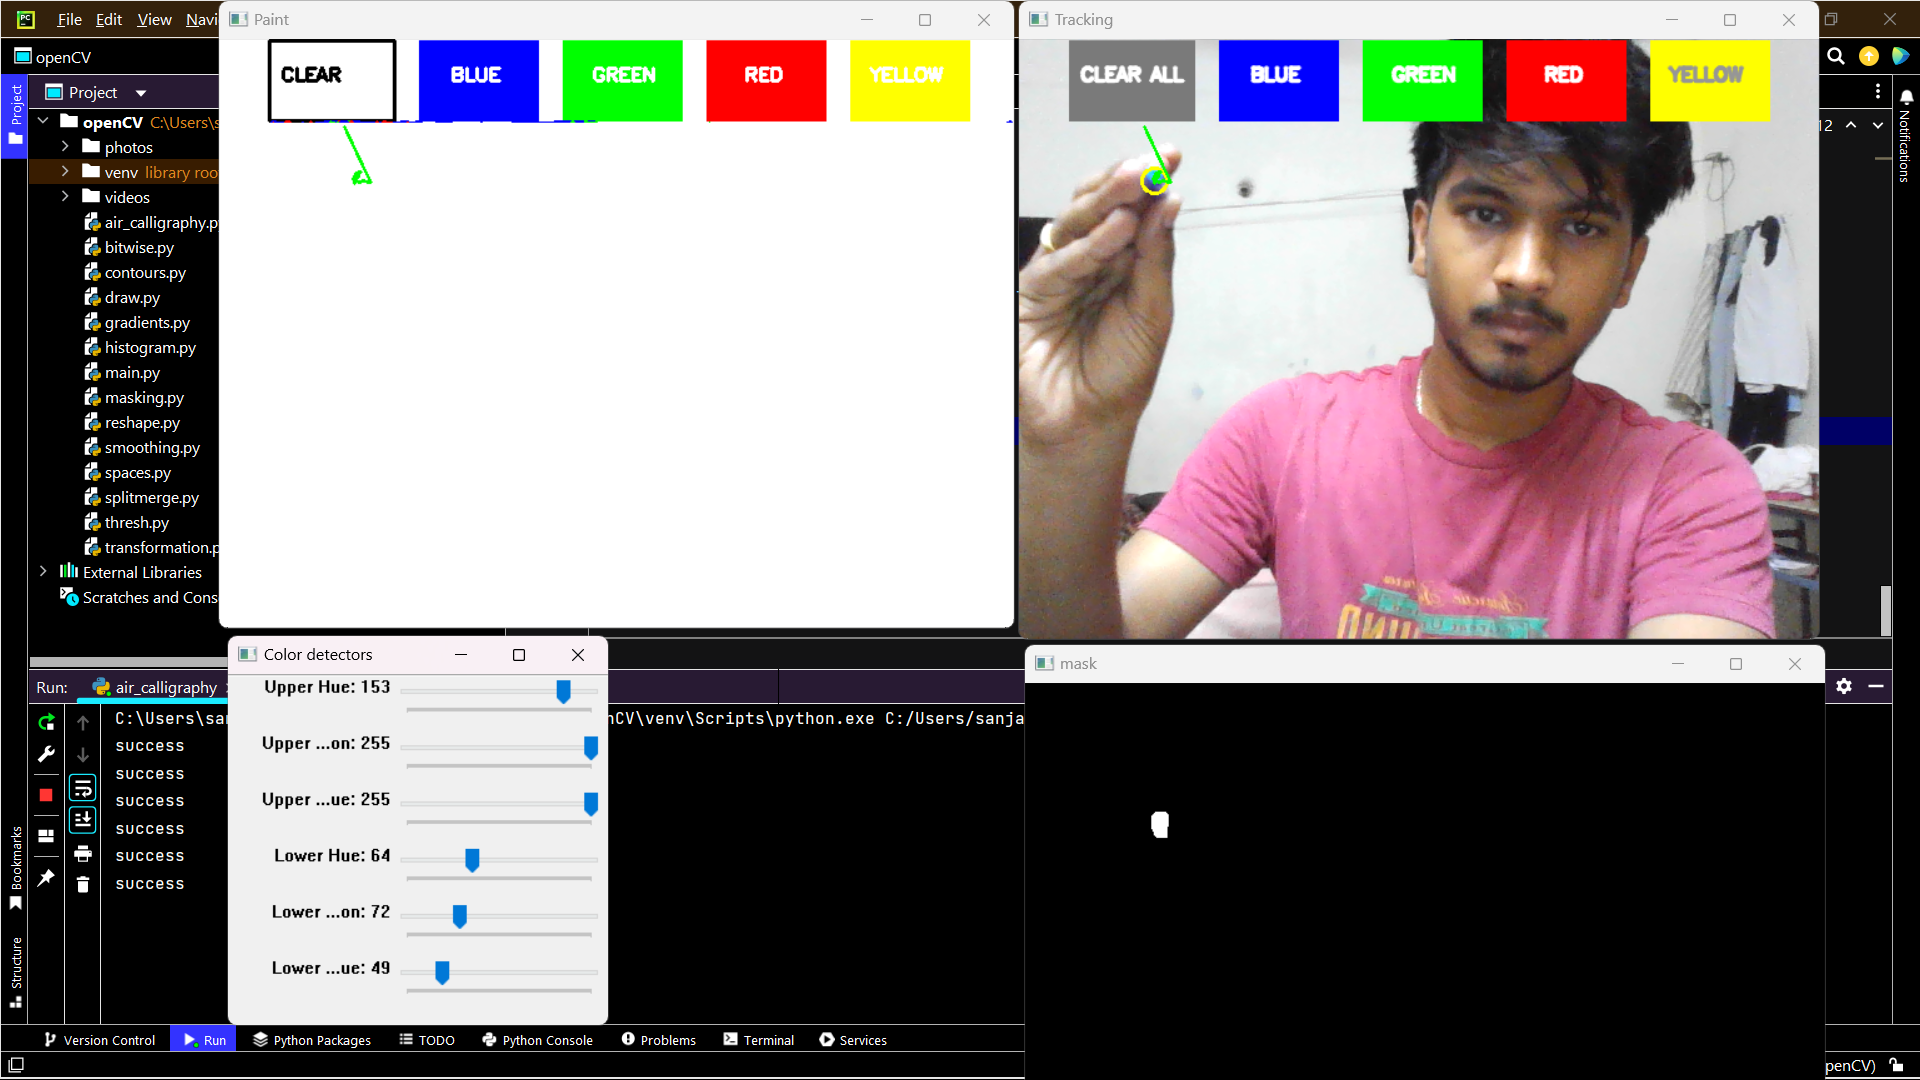 PC File Edit View Navi
openCV
Project
openCV C:\Users\s
photos
venv library roo
videos
air_calligraphy.p
bitwise.py
contours.py
draw.py
gradients.py
histogram.py
main.py
masking.py
reshape.py
smoothing.py
spaces.py
splitmerge.py
thresh.py
transformation.p
External Libraries
Scratches and Cons
Project
Bookmarks
Structure
Paint
CLEAR BLUE GREEN RED YELLOW
Tracking
CLEAR ALL BLUE GREEN RED YELLOW
12
Notifications
Color detectors
Upper Hue: 153
Upper ...on: 255
Upper ...ue: 255
Lower Hue: 64
Lower ...on: 72
Lower ...ue: 49
mask
Run: air_calligraphy
C:\Users\sa
nCV\venv\Scripts\python.exe C:/Users/sanja
success
success
success
success
success
success
Version Control Run Python Packages TODO Python Console Problems Terminal Services
penCV)